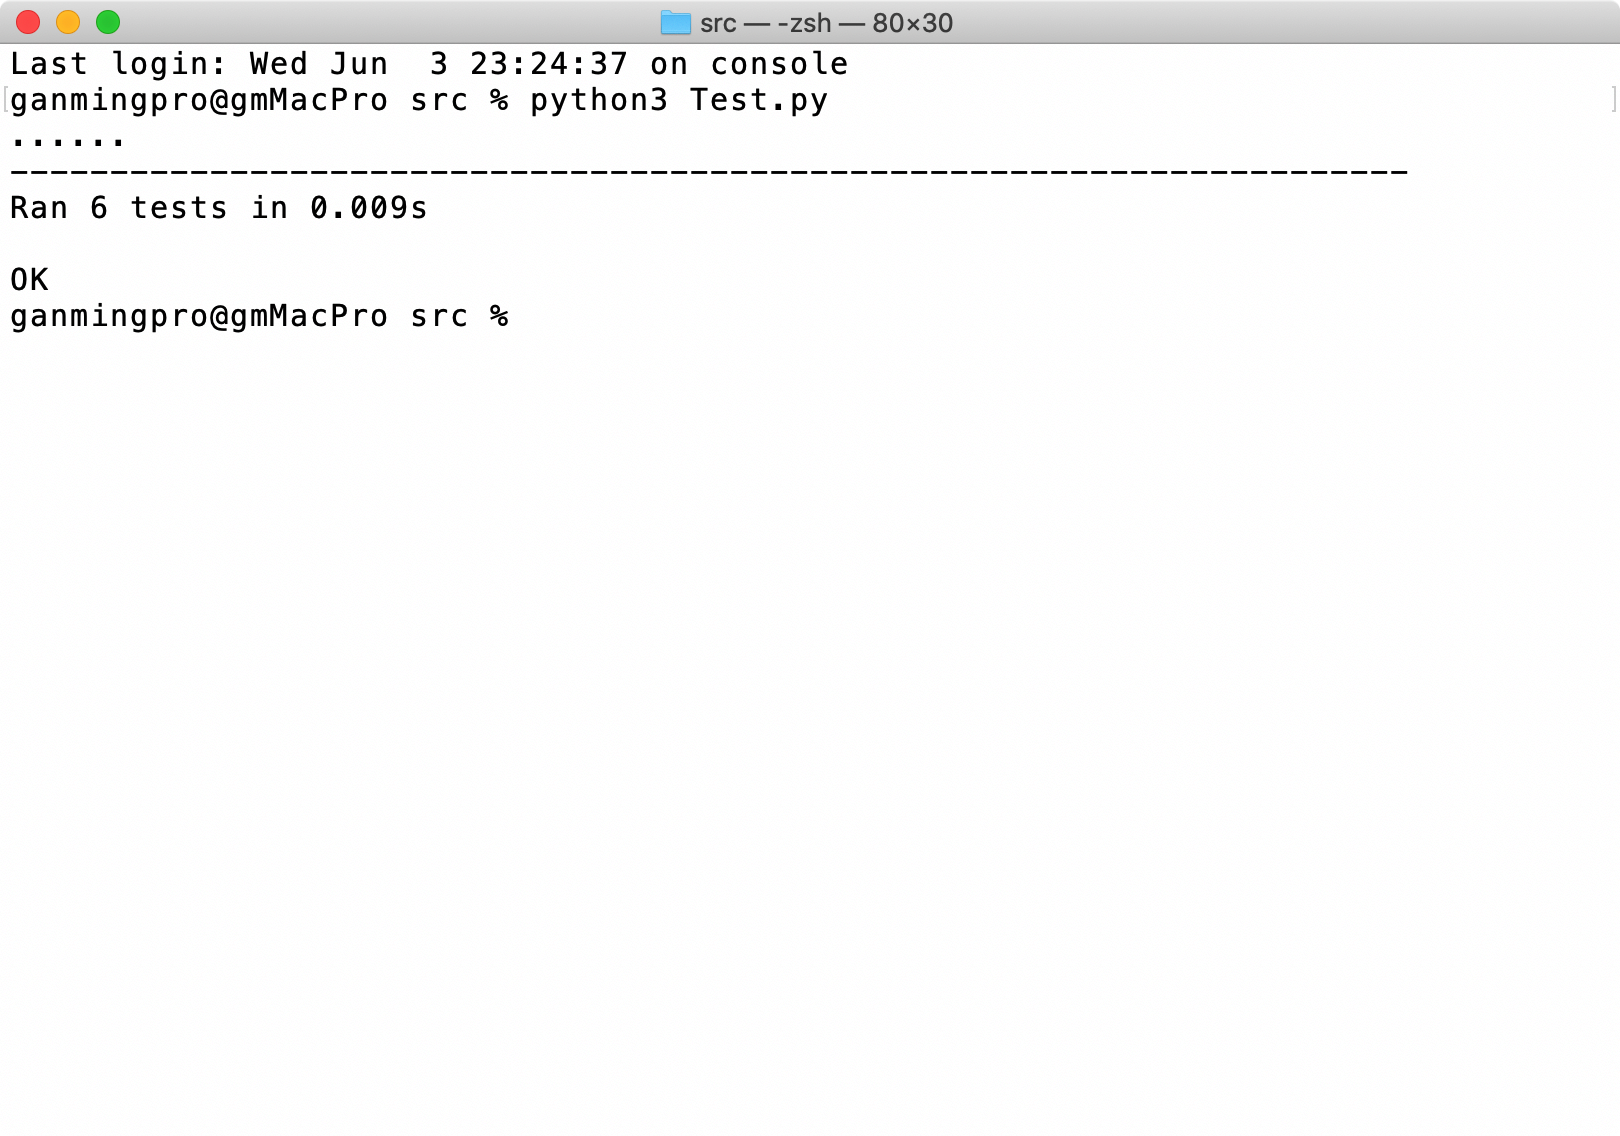 src — -zsh — 80×30
Last login: Wed Jun  3 23:24:37 on console
[ganmingpro@gmMacPro src % python3 Test.py ]
......
----------------------------------------------------------------------
Ran 6 tests in 0.009s
OK
ganmingpro@gmMacPro src %